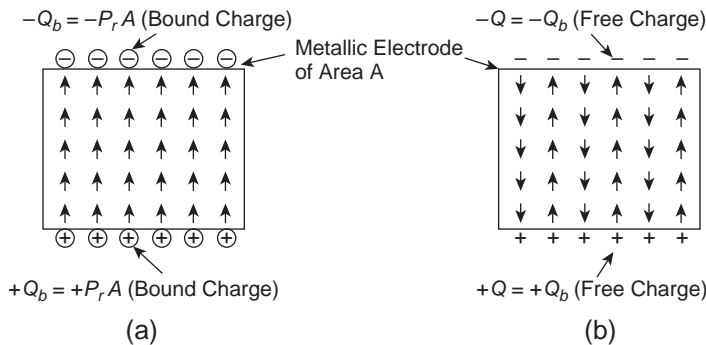 −Q_b = −P_r A (Bound Charge)
−Q = −Q_b (Free Charge)
⊖ ⊖ ⊖ ⊖ ⊖ ⊖
− − − − − −
Metallic Electrode
of Area A
⊕ ⊕ ⊕ ⊕ ⊕ ⊕
+ + + + + +
+Q_b = +P_r A (Bound Charge)
+Q = +Q_b (Free Charge)
(a)
(b)